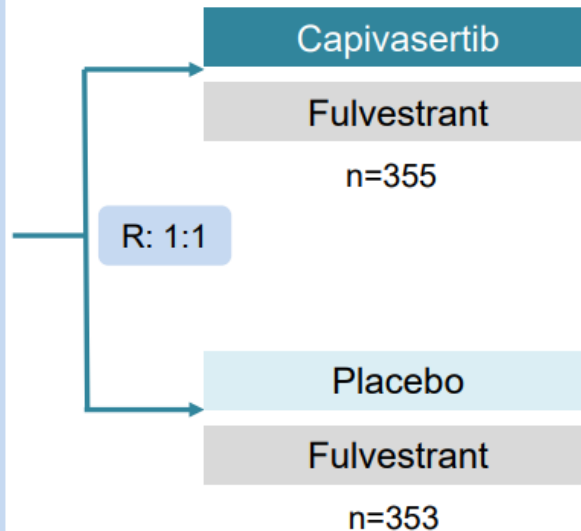 Capivasertib
Fulvestrant
n=355
R: 1:1
Placebo
Fulvestrant
n=353